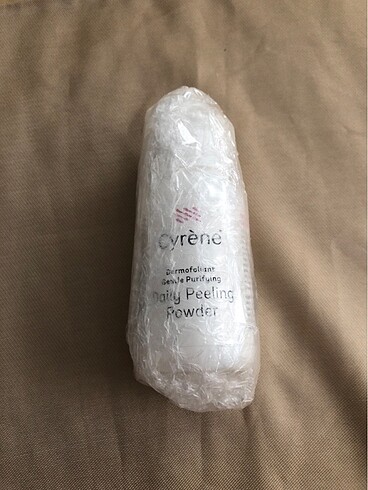 Cyrène
Dermofoliant
Gentle Purifying
Daily Peeling
Powder